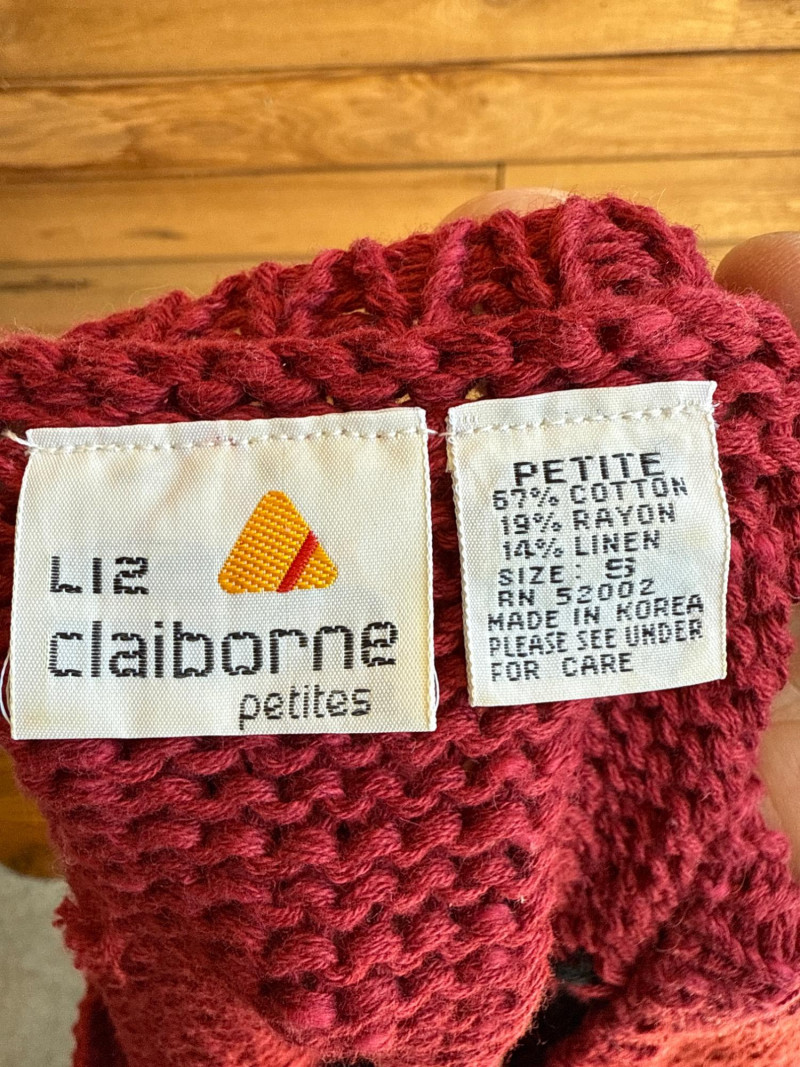 LIZ
claiborne
petites
PETITE
67% COTTON
19% RAYON
14% LINEN
SIZE: S
RN 52002
MADE IN KOREA
PLEASE SEE UNDER
FOR CARE